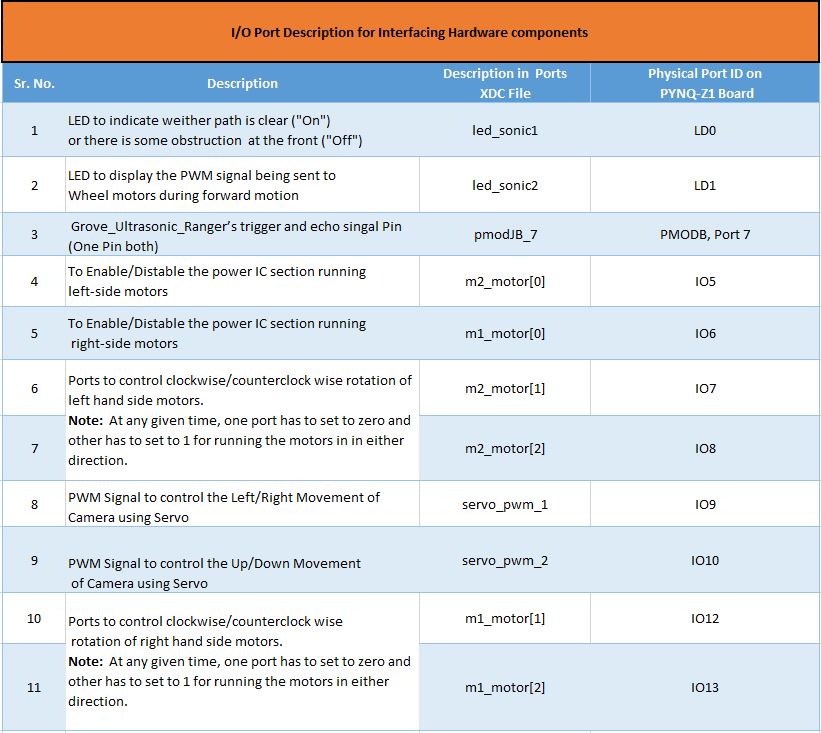 I/O Port Description for Interfacing Hardware components
Sr. No.
Description
Description in Ports
XDC File
Physical Port ID on
PYNQ-Z1 Board
1
LED to indicate weither path is clear ("On")
or there is some obstruction at the front ("Off")
led_sonic1
LD0
2
LED to display the PWM signal being sent to
Wheel motors during forward motion
led_sonic2
LD1
3
Grove_Ultrasonic_Ranger's trigger and echo singal Pin
(One Pin both)
pmodJB_7
PMODB, Port 7
4
To Enable/Distable the power IC section running
left-side motors
m2_motor[0]
IO5
5
To Enable/Distable the power IC section running
right-side motors
m1_motor[0]
IO6
6
Ports to control clockwise/counterclock wise rotation of
left hand side motors.
Note: At any given time, one port has to set to zero and
other has to set to 1 for running the motors in in either
direction.
m2_motor[1]
IO7
7
m2_motor[2]
IO8
8
PWM Signal to control the Left/Right Movement of
Camera using Servo
servo_pwm_1
IO9
9
PWM Signal to control the Up/Down Movement
of Camera using Servo
servo_pwm_2
IO10
10
Ports to control clockwise/counterclock wise
rotation of right hand side motors.
Note: At any given time, one port has to set to zero and
other has to set to 1 for running the motors in either
direction.
m1_motor[1]
IO12
11
m1_motor[2]
IO13